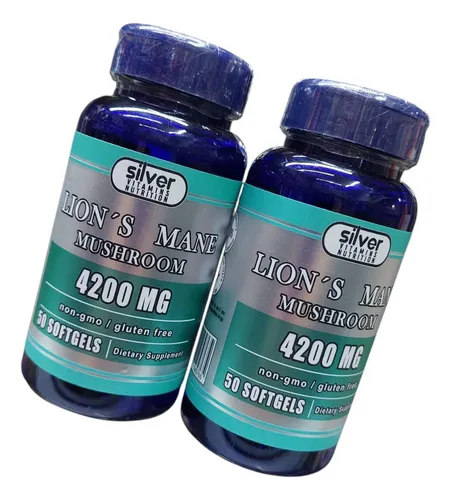 silver
VITAMINS
NUTRITION
LION´S MANE
MUSHROOM
4200 MG
non-gmo / gluten free
50 SOFTGELS
Dietary Supplement
silver
VITAMINS
NUTRITION
LION´S MANE
MUSHROOM
4200 MG
non-gmo / gluten free
50 SOFTGELS
Dietary